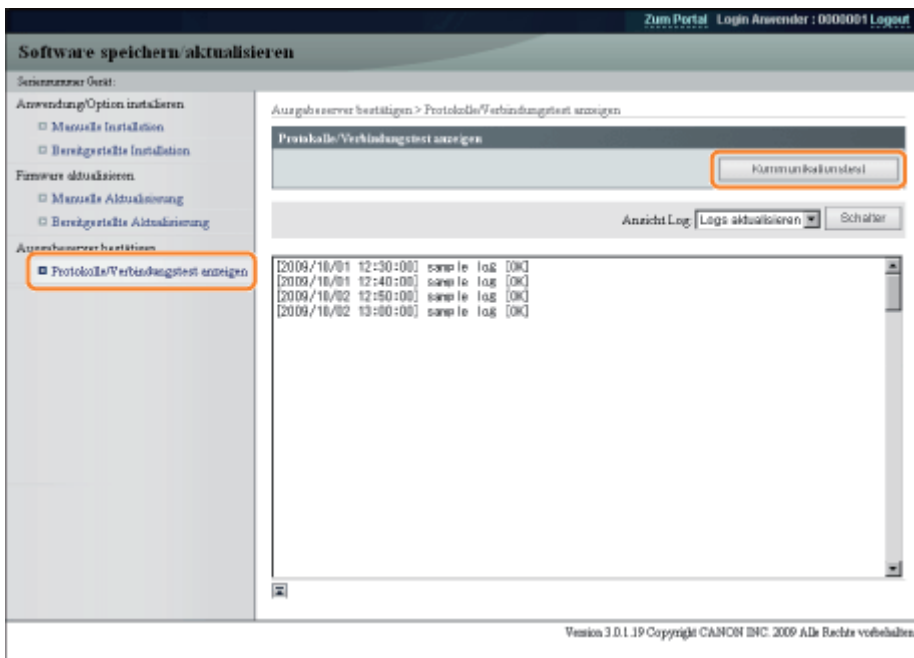 Zum Portal Login Anwender : 0000001 Logout
Software speichern/aktualisieren
Seriennummer Gerät:
Anwendung/Option installieren
Manuelle Installation
Bereitgestellte Installation
Firmware aktualisieren
Manuelle Aktualisierung
Bereitgestellte Aktualisierung
Ausgabeserver bestätigen
Protokolle/Verbindungstest anzeigen
Ausgabeserver bestätigen > Protokolle/Verbindungstest anzeigen
Protokolle/Verbindungstest anzeigen
Kommunikationstest
Anzeicht Log: Logs aktualisieren Schalter
[2009/10/01 12:30:00] sample log [OK]
[2009/10/01 12:40:00] sample log [OK]
[2009/10/02 12:50:00] sample log [OK]
[2009/10/02 13:00:00] sample log [OK]
Version 3.0.1.19 Copyright CANON INC. 2009 Alle Rechte vorbehalten